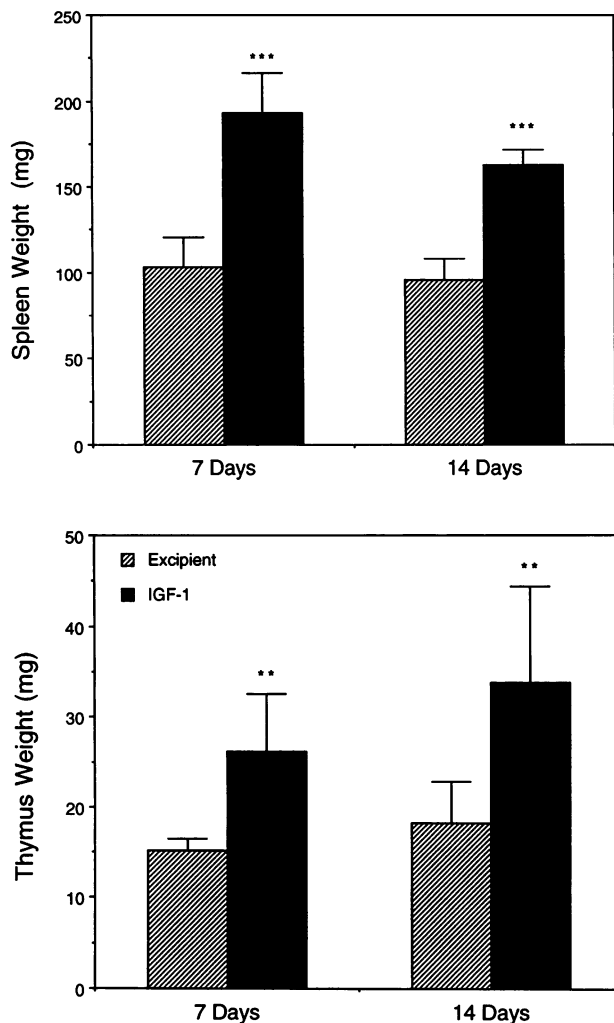 250
200
150
100
50
0
Spleen Weight (mg)
***
***
7 Days
14 Days
50
40
30
20
10
0
Thymus Weight (mg)
Excipient
IGF-1
**
**
7 Days
14 Days